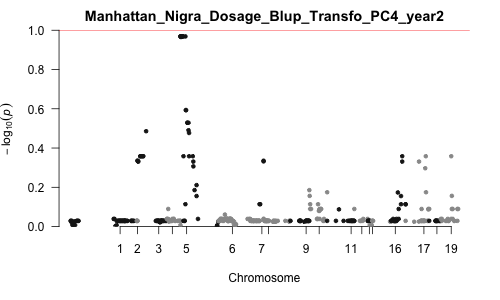 Manhattan_Nigra_Dosage_Blup_Transfo_PC4_year2
1.0
0.8
0.6
0.4
0.2
0.0
− log₁₀(p)
1 2 3 5 6 7 9 11 16 17 19
Chromosome